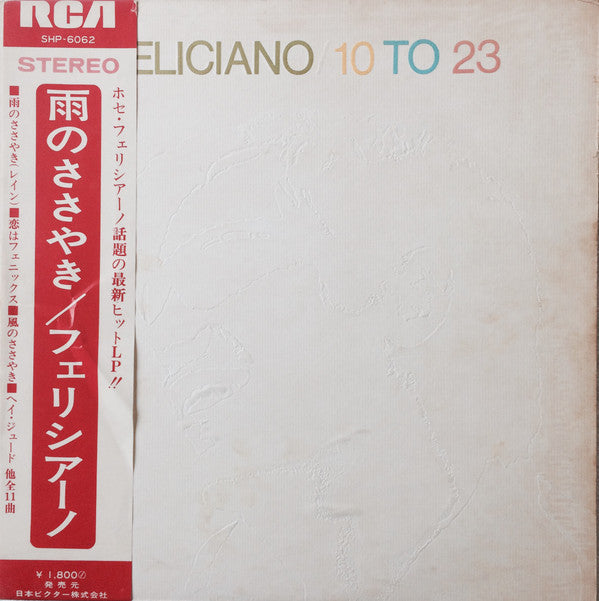 RCA
SHP-6062
STEREO
ELICIANO / 10 TO 23
ホセ・フェリシアーノ話題の最新ヒットLP!!
雨のささやき/フェリシアーノ
■雨のささやき(レイン)■恋はフェニックス■風のささやき■ヘイ・ジュード 他全11曲
¥1,800
発売元
日本ビクター株式会社